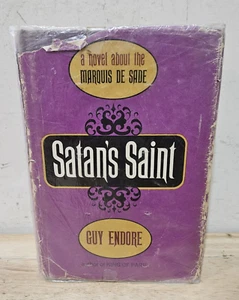 a novel about the
MARQUIS DE SADE
Satan's Saint
GUY ENDORE